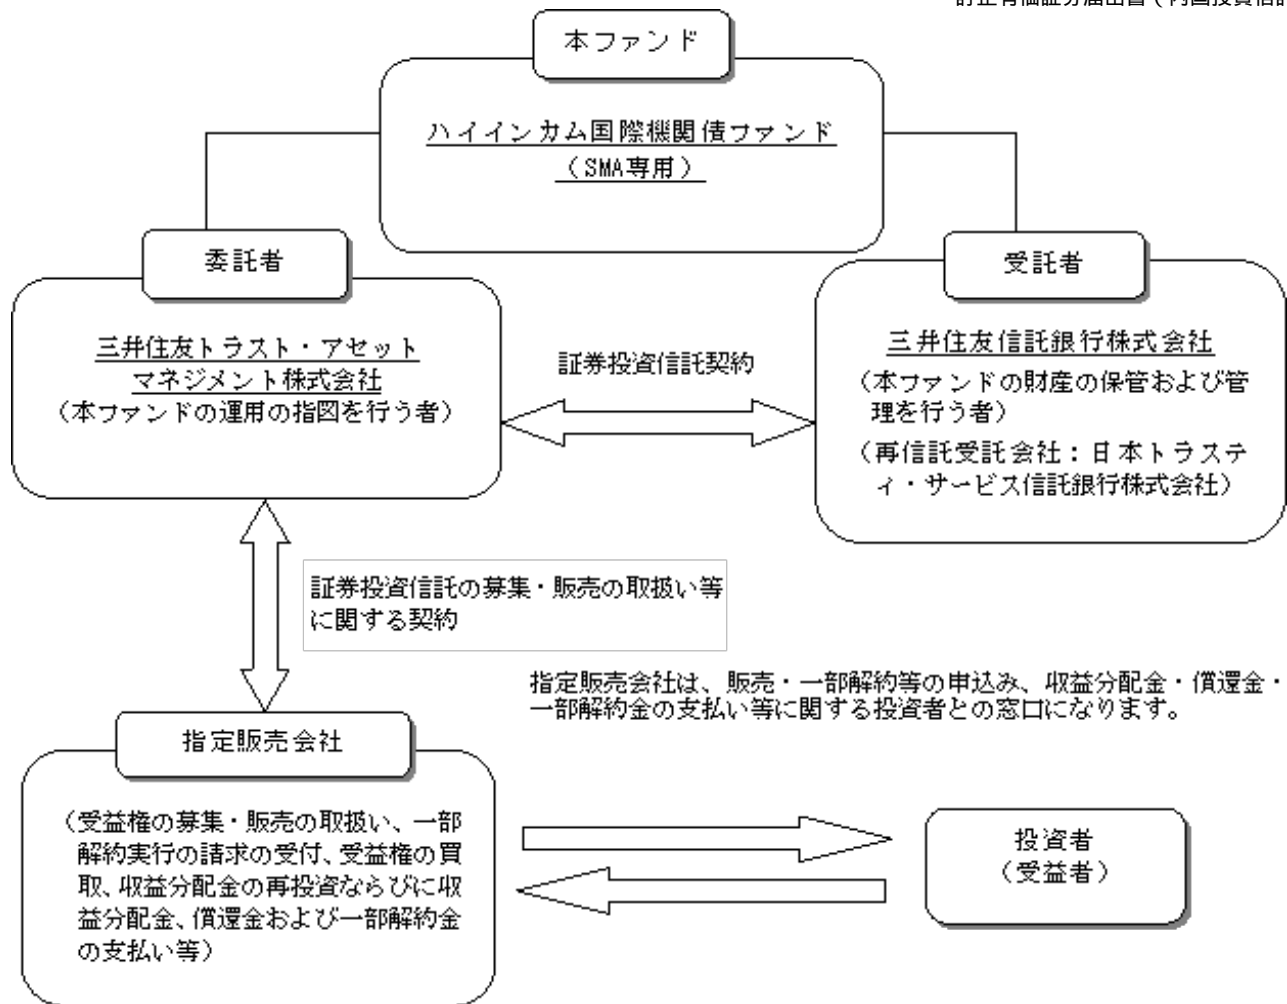 本ファンド
ハイインカム国際機関債ファンド
(SMA専用)
委託者
受託者
三井住友トラスト・アセット
マネジメント株式会社
(本ファンドの運用の指図を行う者)
証券投資信託契約
三井住友信託銀行株式会社
(本ファンドの財産の保管および管
理を行う者)
(再信託受託会社：日本トラステ
ィ・サービス信託銀行株式会社)
証券投資信託の募集・販売の取扱い等
に関する契約
指定販売会社は、販売・一部解約等の申込み、収益分配金・償還金・
一部解約金の支払い等に関する投資者との窓口になります。
指定販売会社
(受益権の募集・販売の取扱い、一部
解約実行の請求の受付、受益権の買
取、収益分配金の再投資ならびに収
益分配金、償還金および一部解約金
の支払い等)
投資者
(受益者)